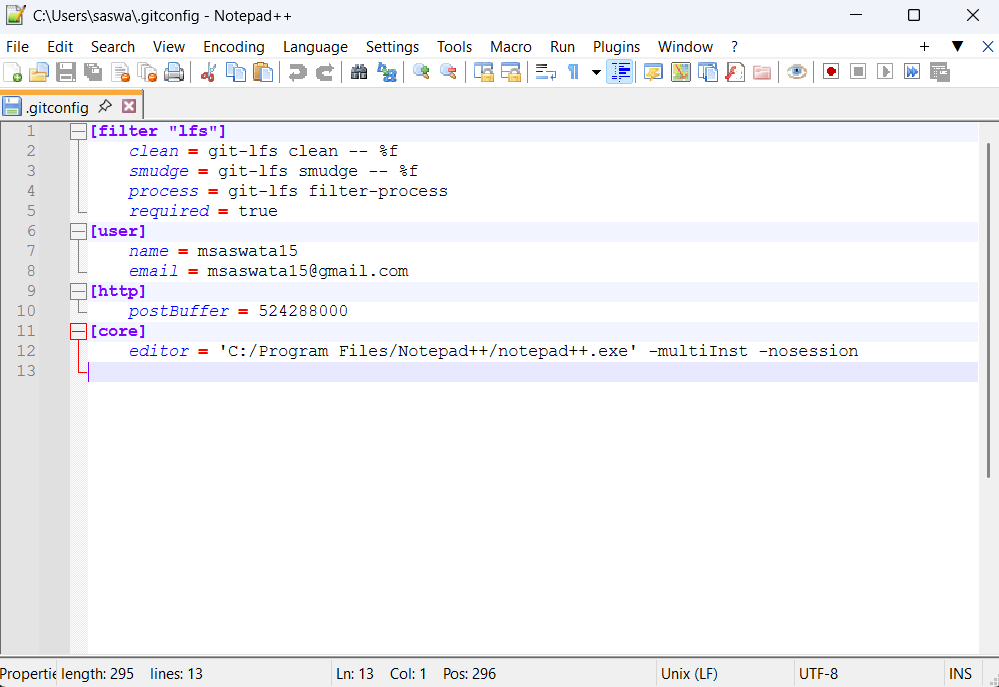 C:\Users\saswa\.gitconfig - Notepad++
File Edit Search View Encoding Language Settings Tools Macro Run Plugins Window ? + ▼ X
.gitconfig
1 [filter "lfs"]
2 clean = git-lfs clean -- %f
3 smudge = git-lfs smudge -- %f
4 process = git-lfs filter-process
5 required = true
6 [user]
7 name = msaswata15
8 email = msaswata15@gmail.com
9 [http]
10 postBuffer = 524288000
11 [core]
12 editor = 'C:/Program Files/Notepad++/notepad++.exe' -multiInst -nosession
13
Propertie length: 295 lines: 13 Ln: 13 Col: 1 Pos: 296 Unix (LF) UTF-8 INS